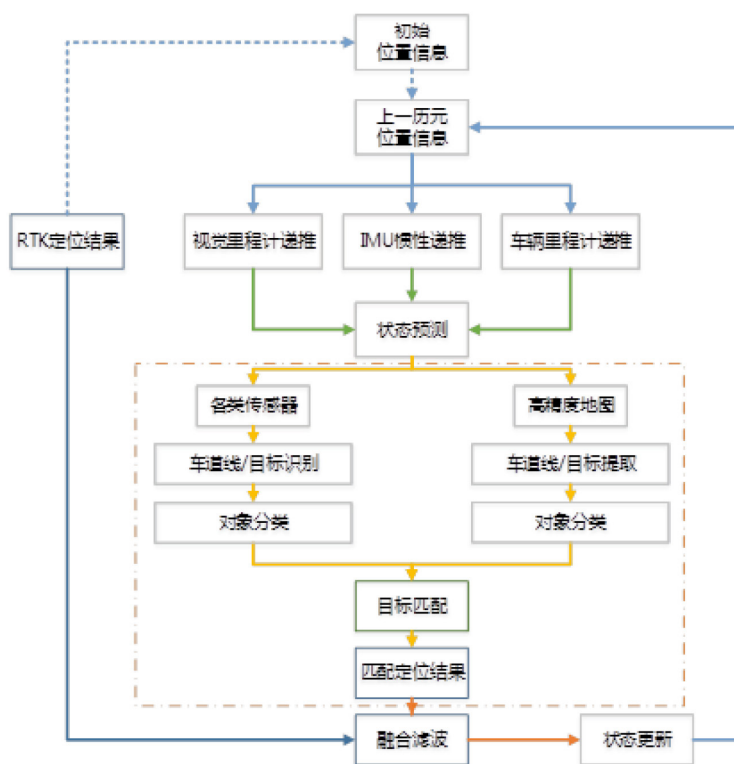 初始
位置信息
上一历元
位置信息
RTK定位结果
视觉里程计递推
IMU惯性递推
车辆里程计递推
状态预测
各类传感器
高精度地图
车道线/目标识别
车道线/目标提取
对象分类
对象分类
目标匹配
匹配定位结果
融合滤波
状态更新